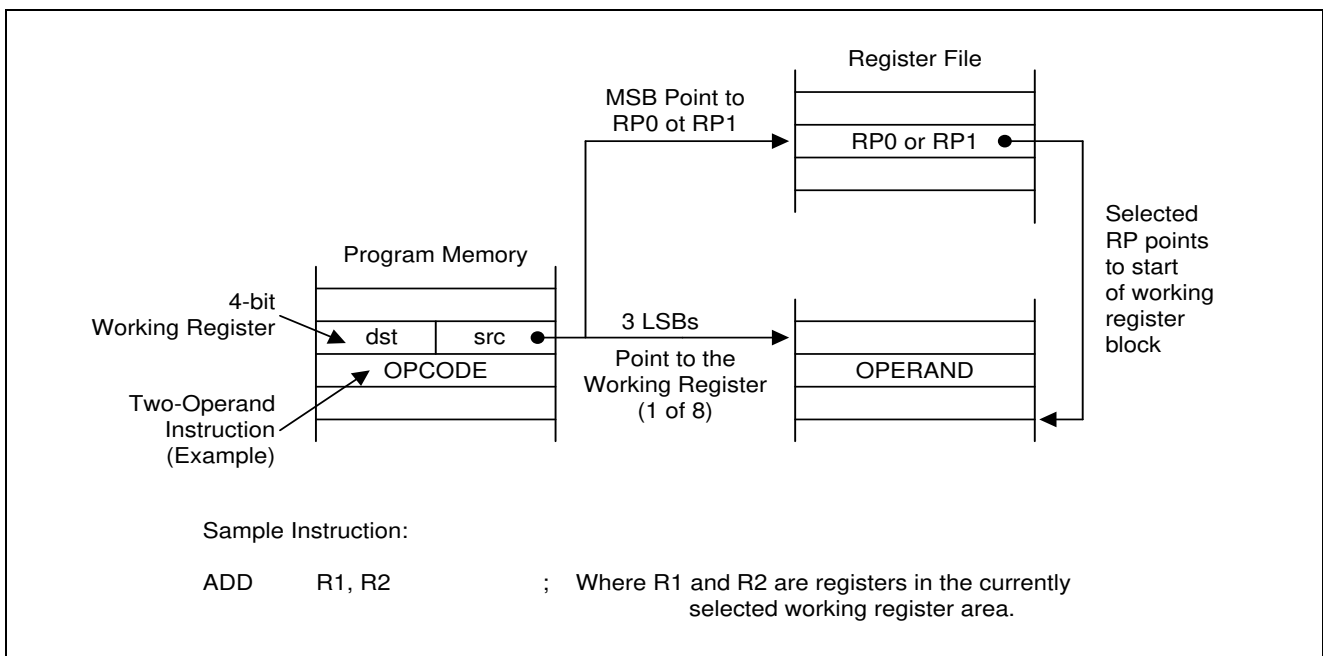 Register File
MSB Point to
RP0 ot RP1
RP0 or RP1
Selected
RP points
to start
of working
register
block
Program Memory
4-bit
Working Register
dst src
3 LSBs
Point to the
Working Register
(1 of 8)
OPCODE
OPERAND
Two-Operand
Instruction
(Example)
Sample Instruction:
ADD R1, R2 ; Where R1 and R2 are registers in the currently
selected working register area.